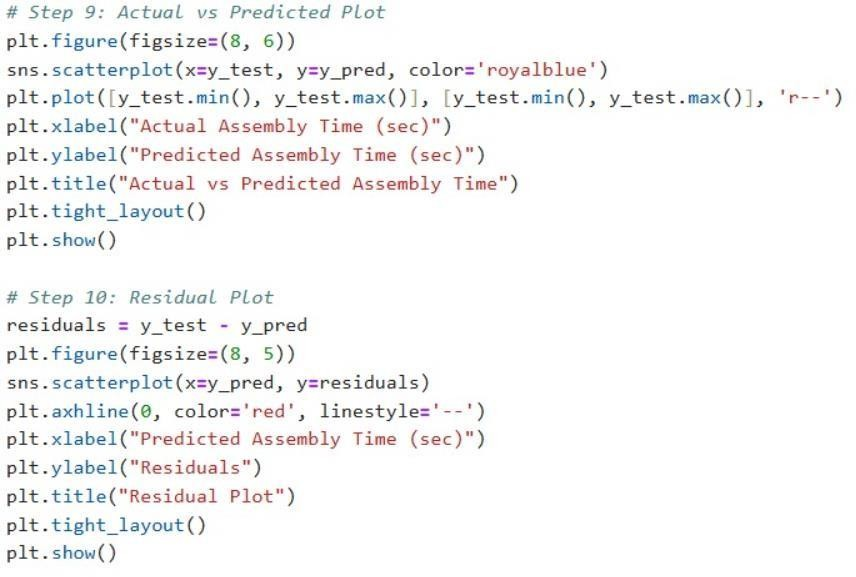 # Step 9: Actual vs Predicted Plot
plt.figure(figsize=(8, 6))
sns.scatterplot(x=y_test, y=y_pred, color='royalblue')
plt.plot([y_test.min(), y_test.max()], [y_test.min(), y_test.max()], 'r--')
plt.xlabel("Actual Assembly Time (sec)")
plt.ylabel("Predicted Assembly Time (sec)")
plt.title("Actual vs Predicted Assembly Time")
plt.tight_layout()
plt.show()

# Step 10: Residual Plot
residuals = y_test - y_pred
plt.figure(figsize=(8, 5))
sns.scatterplot(x=y_pred, y=residuals)
plt.axhline(0, color='red', linestyle='--')
plt.xlabel("Predicted Assembly Time (sec)")
plt.ylabel("Residuals")
plt.title("Residual Plot")
plt.tight_layout()
plt.show()